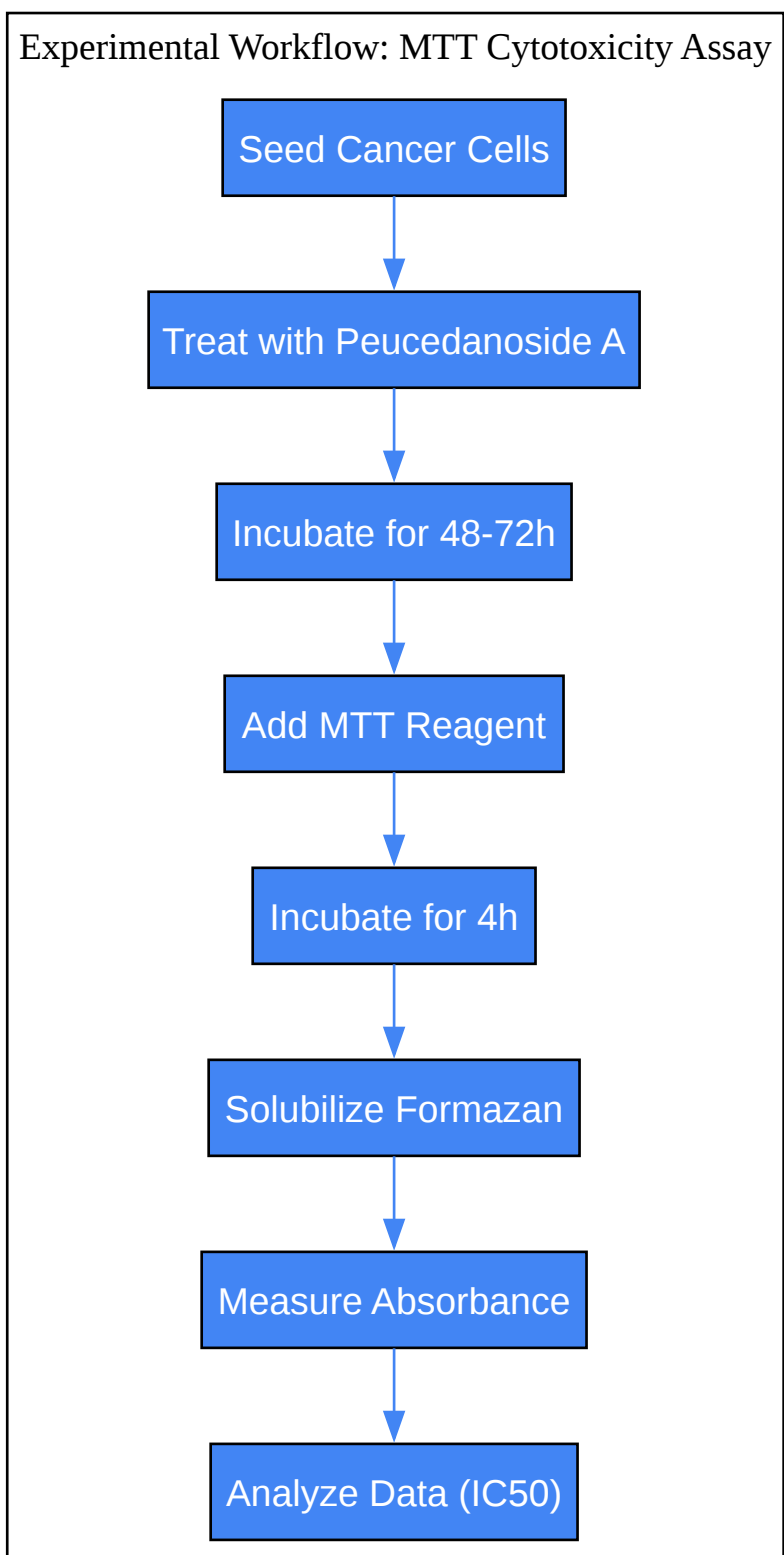 Experimental Workflow: MTT Cytotoxicity Assay
Seed Cancer Cells
Treat with Peucedanoside A
Incubate for 48-72h
Add MTT Reagent
Incubate for 4h
Solubilize Formazan
Measure Absorbance
Analyze Data (IC50)